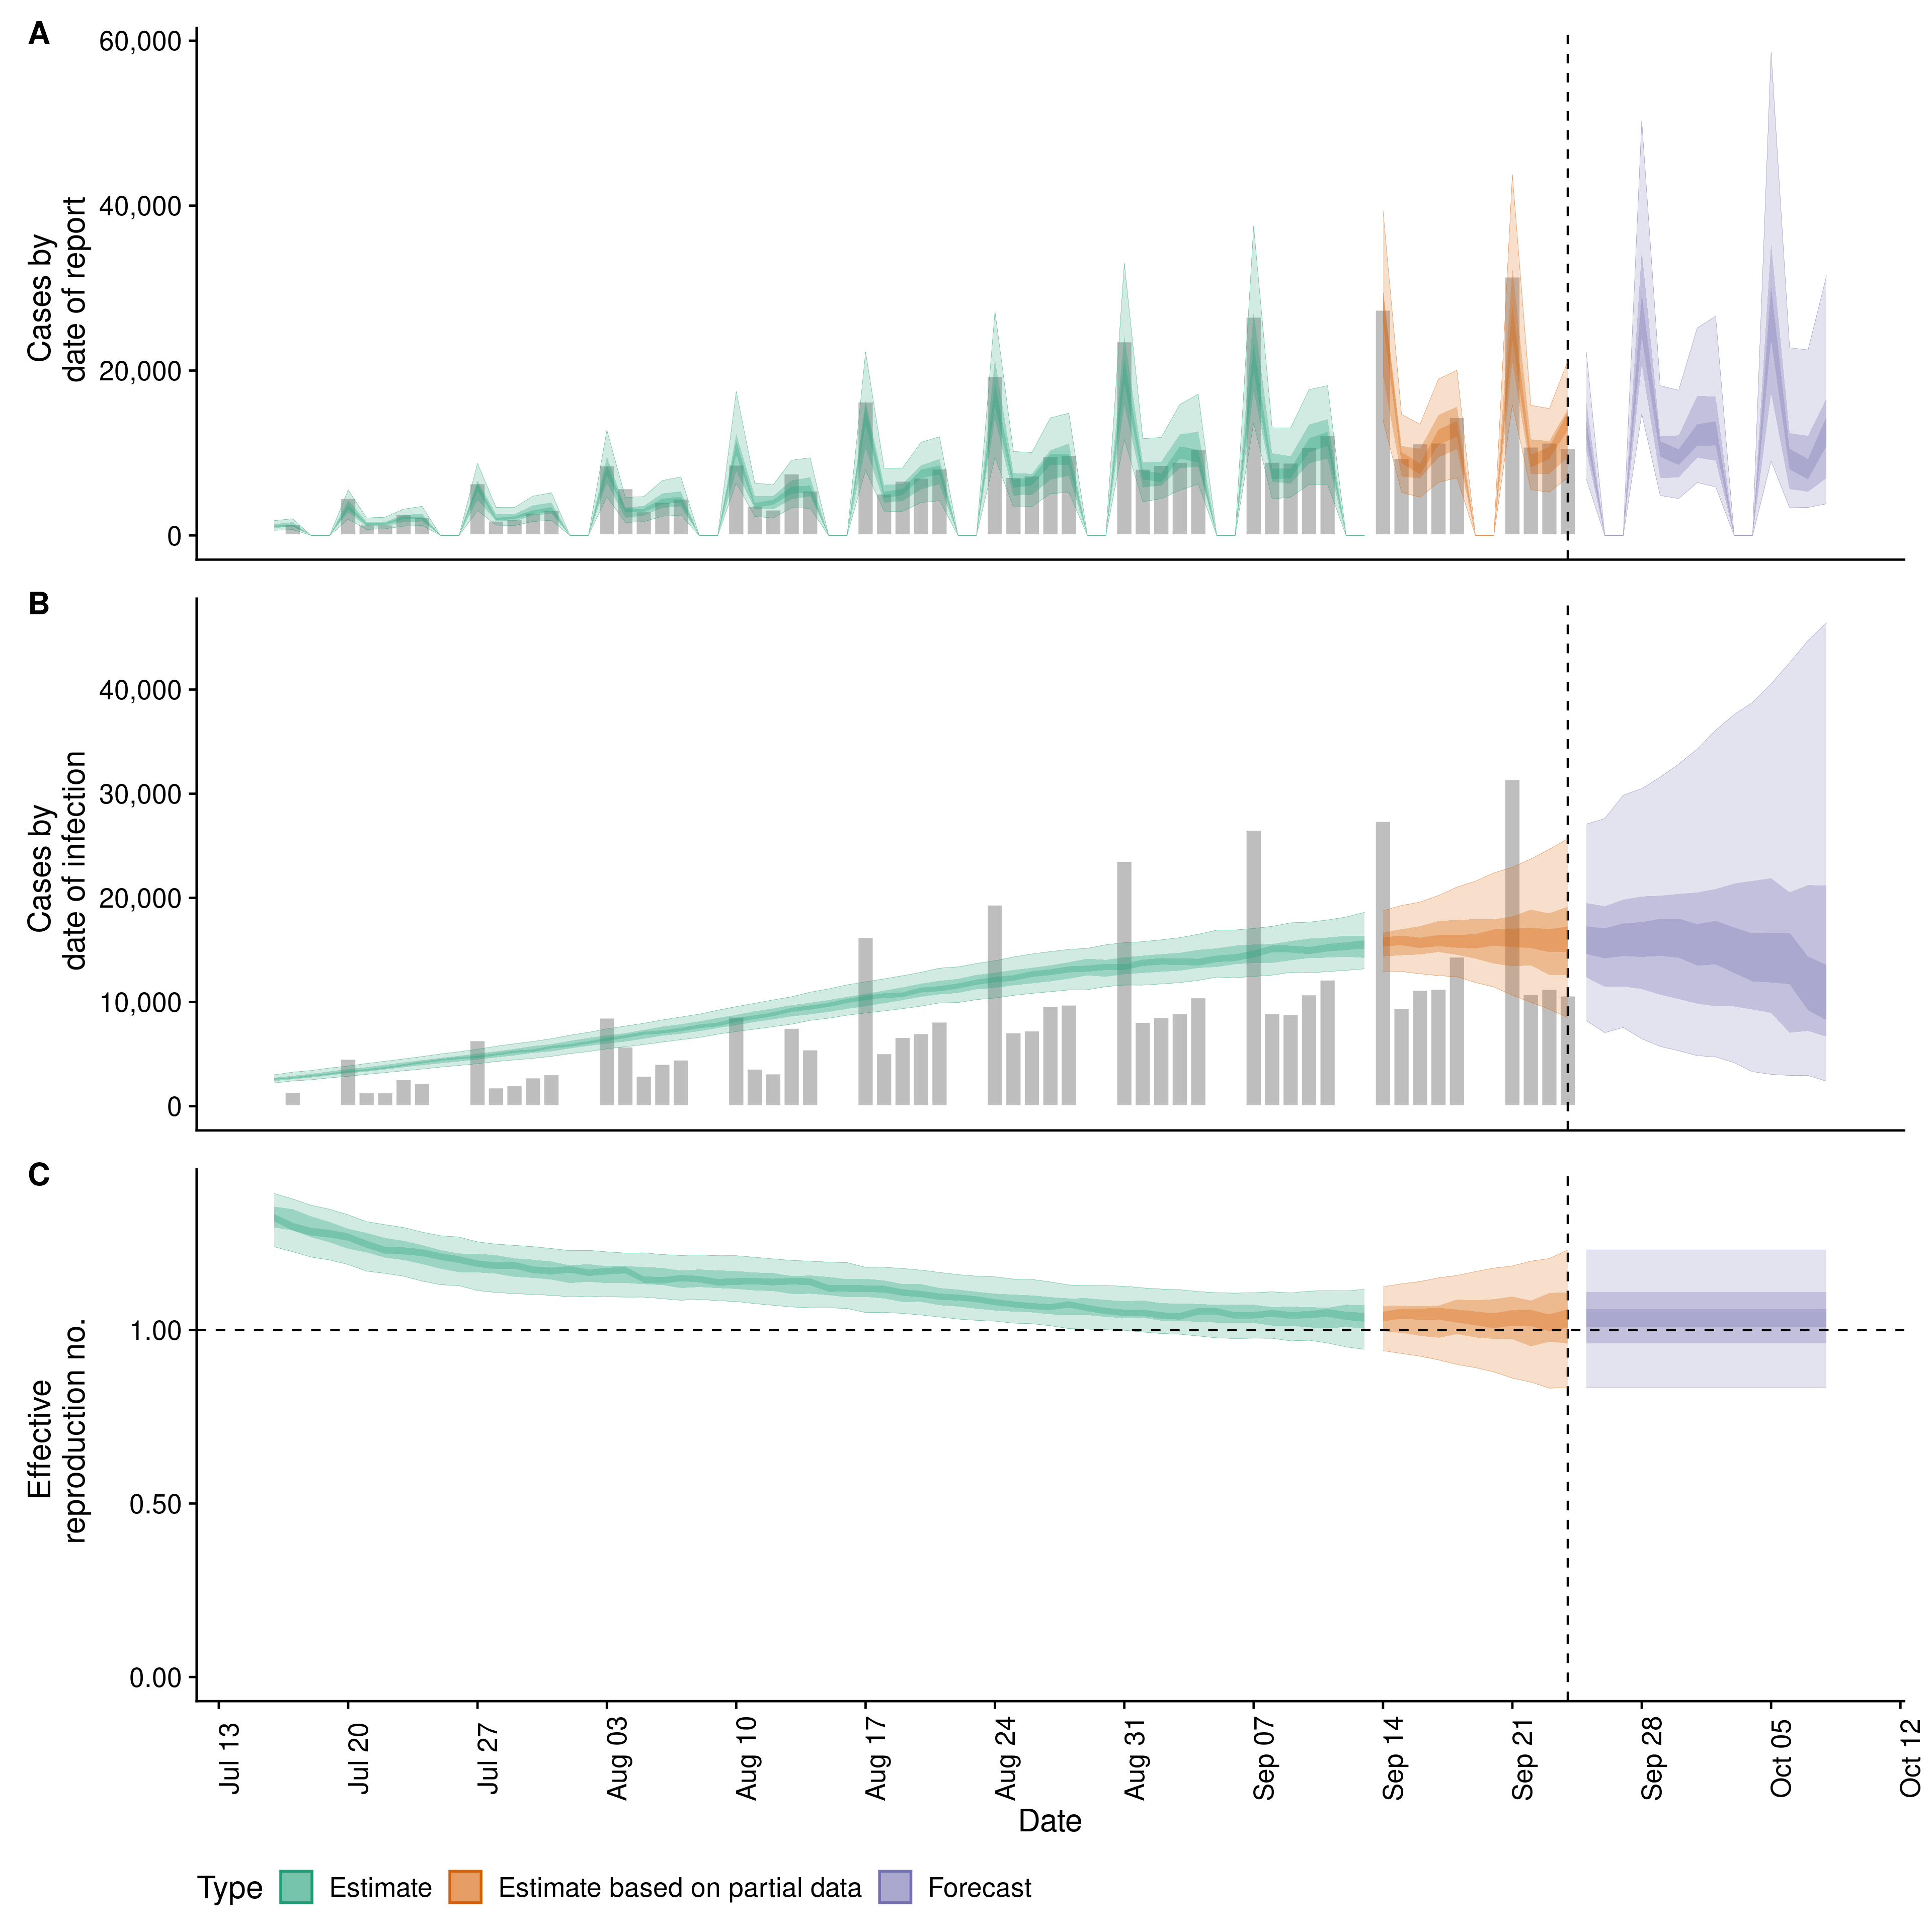 A
60,000
40,000
20,000
0
Cases by
date of report
B
40,000
30,000
20,000
10,000
0
Cases by
date of infection
C
1.00
0.50
0.00
Effective
reproduction no.
Jul 13
Jul 20
Jul 27
Aug 03
Aug 10
Aug 17
Aug 24
Aug 31
Sep 07
Sep 14
Sep 21
Sep 28
Oct 05
Oct 12
Date
Type Estimate Estimate based on partial data Forecast